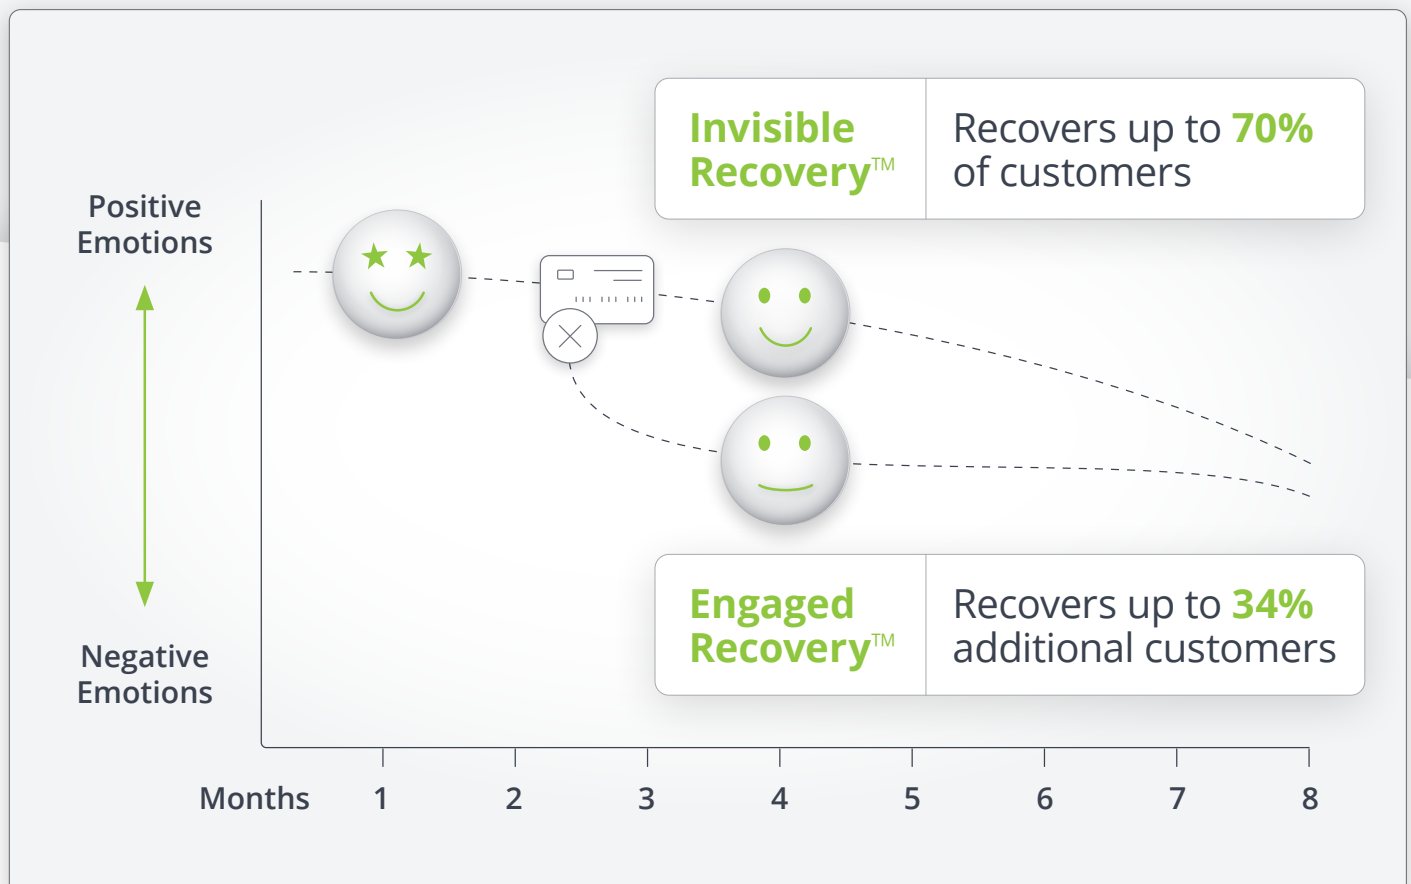 Invisible
Recovery™
Recovers up to 70%
of customers
Positive
Emotions
Negative
Emotions
Engaged
Recovery™
Recovers up to 34%
additional customers
Months 1 2 3 4 5 6 7 8